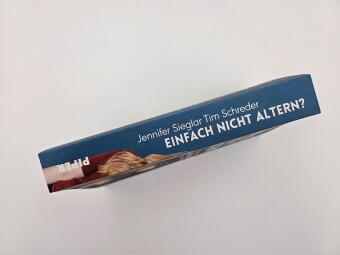 Jennifer Sieglar Tim Schreder
EINFACH NICHT ALTERN?
PIPER